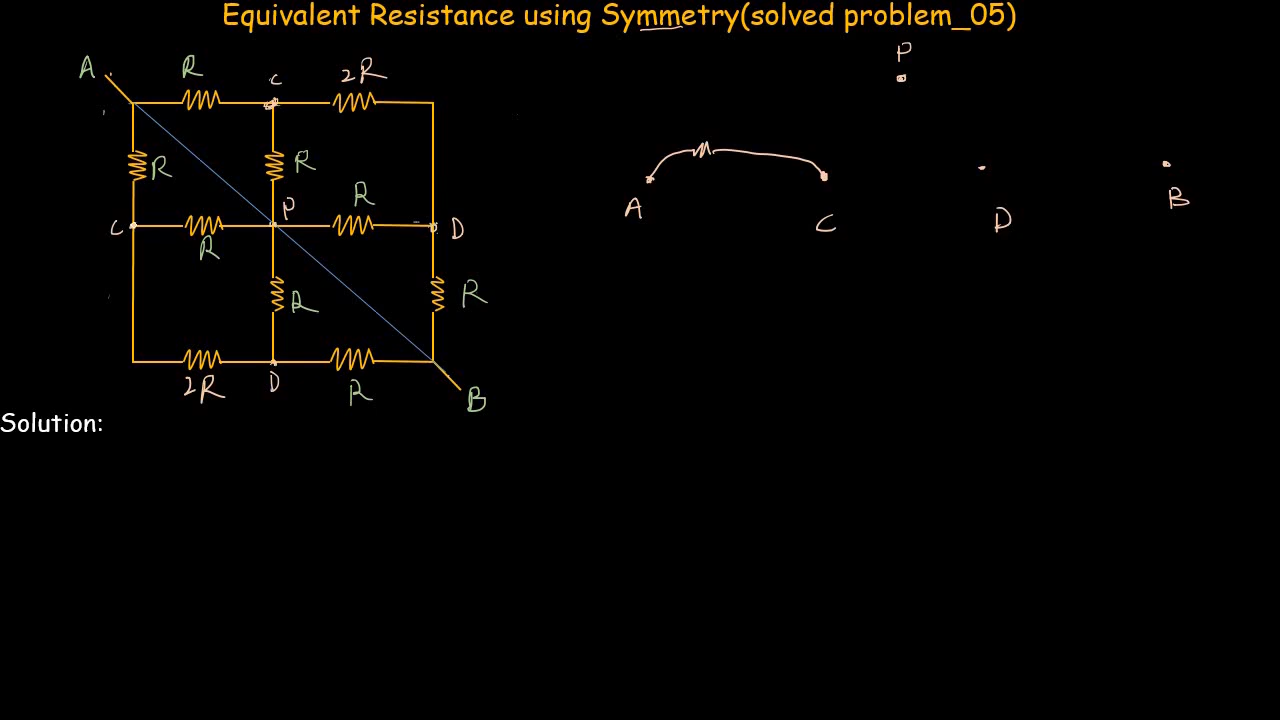 Equivalent Resistance using Symmetry(solved problem_05)
A R C 2R P
R R R P
C R D A C D B
R R
2R D R B
Solution: